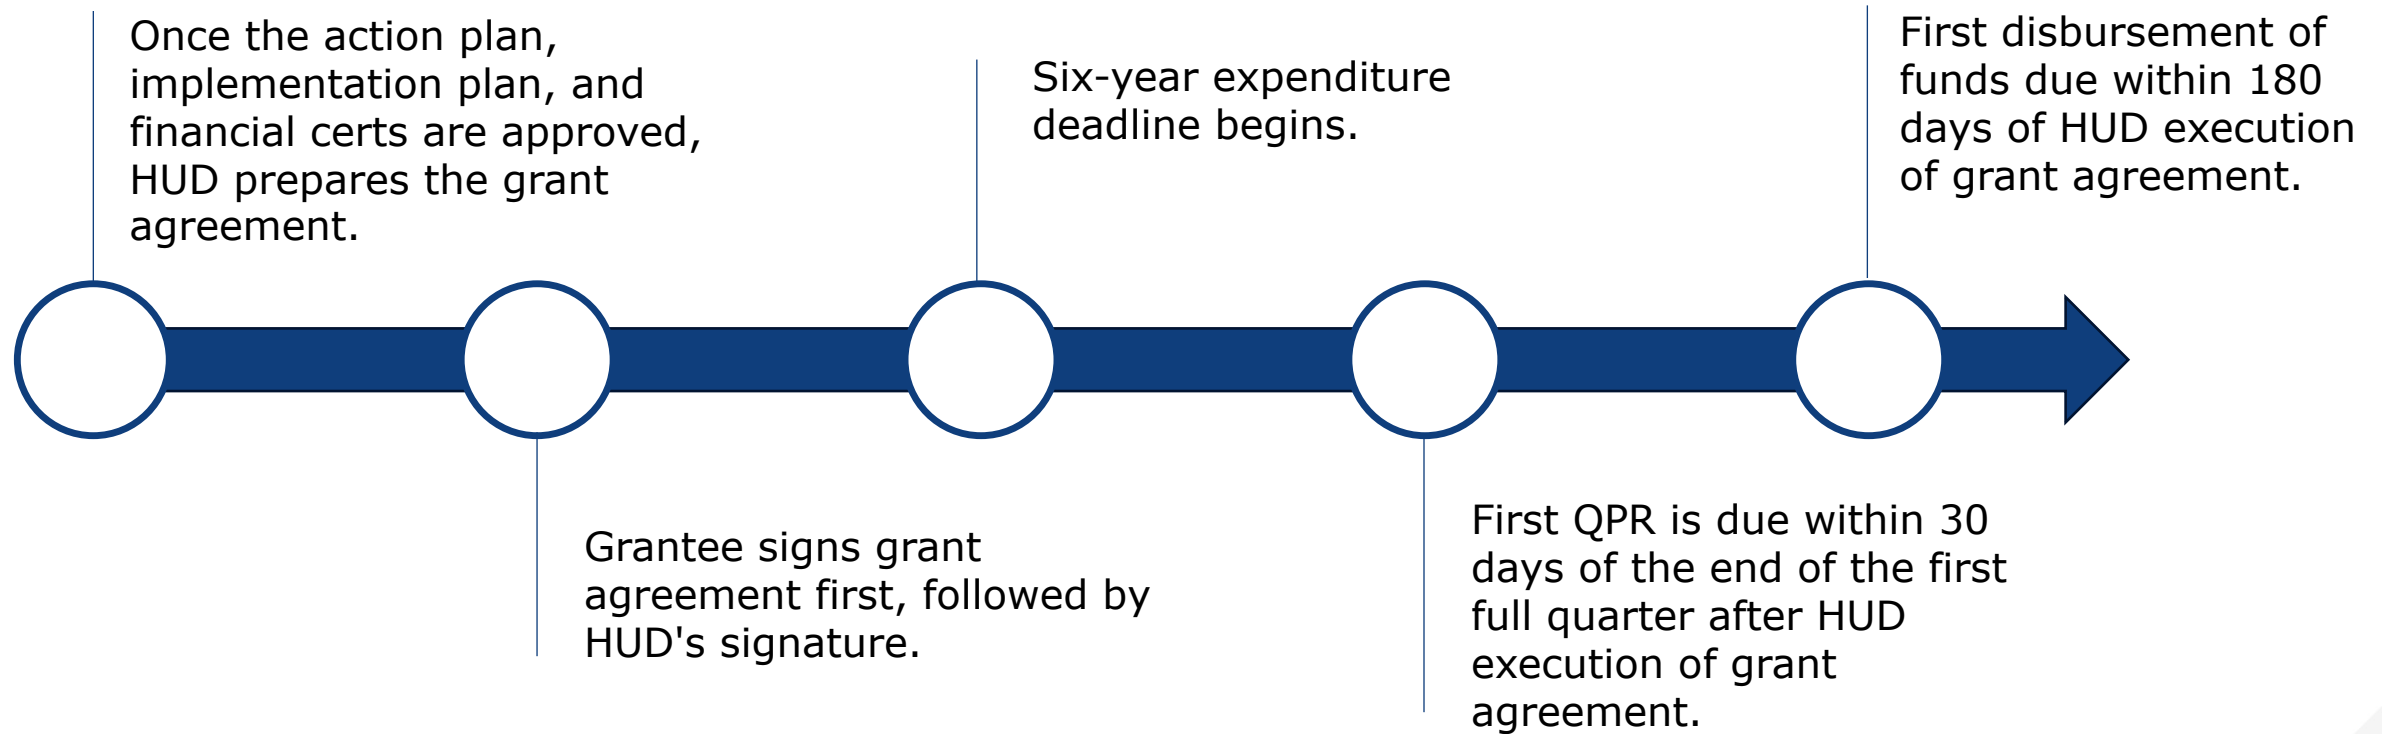 Once the action plan,
implementation plan, and
financial certs are approved,
HUD prepares the grant
agreement.
Grantee signs grant
agreement first, followed by
HUD's signature.
Six-year expenditure
deadline begins.
First QPR is due within 30
days of the end of the first
full quarter after HUD
execution of grant
agreement.
First disbursement of
funds due within 180
days of HUD execution
of grant agreement.